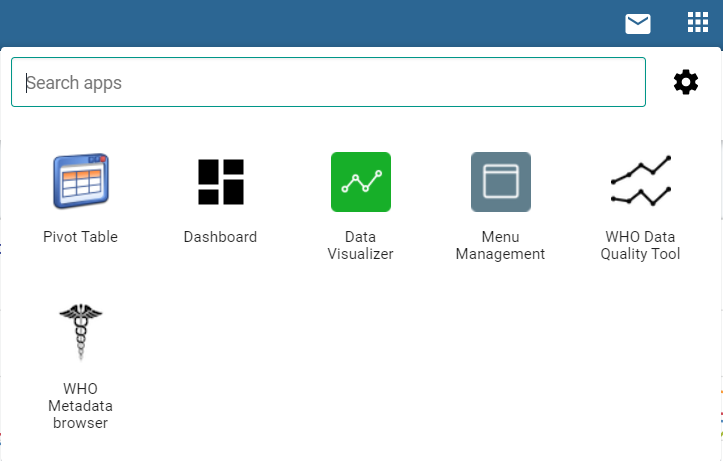 Search apps
Pivot Table
Dashboard
Data
Visualizer
Menu
Management
WHO Data
Quality Tool
WHO
Metadata
browser